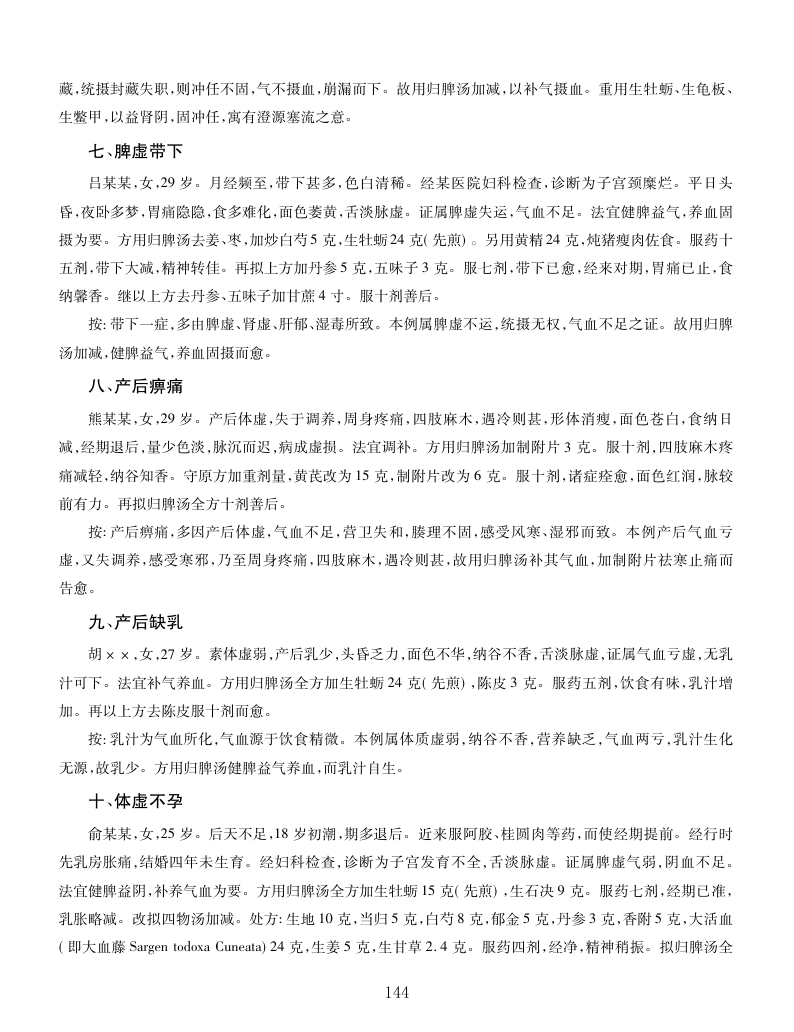 藏,统摄封藏失职,则冲任不固,气不摄血,崩漏而下。故用归脾汤加减,以补气摄血。重用生牡蛎、生龟板、
生鳖甲,以益肾阴,固冲任,寓有澄源塞流之意。
七、脾虚带下
吕某某,女,29 岁。月经频至,带下甚多,色白清稀。经某医院妇科检查,诊断为子宫颈糜烂。平日头
昏,夜卧多梦,胃痛隐隐,食多难化,面色萎黄,舌淡脉虚。证属脾虚失运,气血不足。法宜健脾益气,养血固
摄为要。方用归脾汤去姜、枣,加炒白芍 5 克,生牡蛎 24 克( 先煎) 。另用黄精 24 克,炖猪瘦肉佐食。服药十
五剂,带下大减,精神转佳。再拟上方加丹参 5 克,五味子 3 克。服七剂,带下已愈,经来对期,胃痛已止,食
纳馨香。继以上方去丹参、五味子加甘蔗 4 寸。服十剂善后。
按: 带下一症,多由脾虚、肾虚、肝郁、湿毒所致。本例属脾虚不运,统摄无权,气血不足之证。故用归脾
汤加减,健脾益气,养血固摄而愈。
八、产后痹痛
熊某某,女,29 岁。产后体虚,失于调养,周身疼痛,四肢麻木,遇冷则甚,形体消瘦,面色苍白,食纳日
减,经期退后,量少色淡,脉沉而迟,病成虚损。法宜调补。方用归脾汤加制附片 3 克。服十剂,四肢麻木疼
痛减轻,纳谷知香。守原方加重剂量,黄芪改为 15 克,制附片改为 6 克。服十剂,诸症痊愈,面色红润,脉较
前有力。再拟归脾汤全方十剂善后。
按: 产后痹痛,多因产后体虚,气血不足,营卫失和,腠理不固,感受风寒、湿邪而致。本例产后气血亏
虚,又失调养,感受寒邪,乃至周身疼痛,四肢麻木,遇冷则甚,故用归脾汤补其气血,加制附片祛寒止痛而
告愈。
九、产后缺乳
胡 × × ,女,27 岁。素体虚弱,产后乳少,头昏乏力,面色不华,纳谷不香,舌淡脉虚,证属气血亏虚,无乳
汁可下。法宜补气养血。方用归脾汤全方加生牡蛎 24 克( 先煎) ,陈皮 3 克。服药五剂,饮食有味,乳汁增
加。再以上方去陈皮服十剂而愈。
按: 乳汁为气血所化,气血源于饮食精微。本例属体质虚弱,纳谷不香,营养缺乏,气血两亏,乳汁生化
无源,故乳少。方用归脾汤健脾益气养血,而乳汁自生。
十、体虚不孕
俞某某,女,25 岁。后天不足,18 岁初潮,期多退后。近来服阿胶、桂圆肉等药,而使经期提前。经行时
先乳房胀痛,结婚四年未生育。经妇科检查,诊断为子宫发育不全,舌淡脉虚。证属脾虚气弱,阴血不足。
法宜健脾益阴,补养气血为要。方用归脾汤全方加生牡蛎 15 克( 先煎) ,生石决 9 克。服药七剂,经期已准,
乳胀略减。改拟四物汤加减。处方: 生地 10 克,当归 5 克,白芍 8 克,郁金 5 克,丹参 3 克,香附 5 克,大活血
( 即大血藤 Sargen todoxa Cuneata) 24 克,生姜 5 克,生甘草 2. 4 克。服药四剂,经净,精神稍振。拟归脾汤全
144